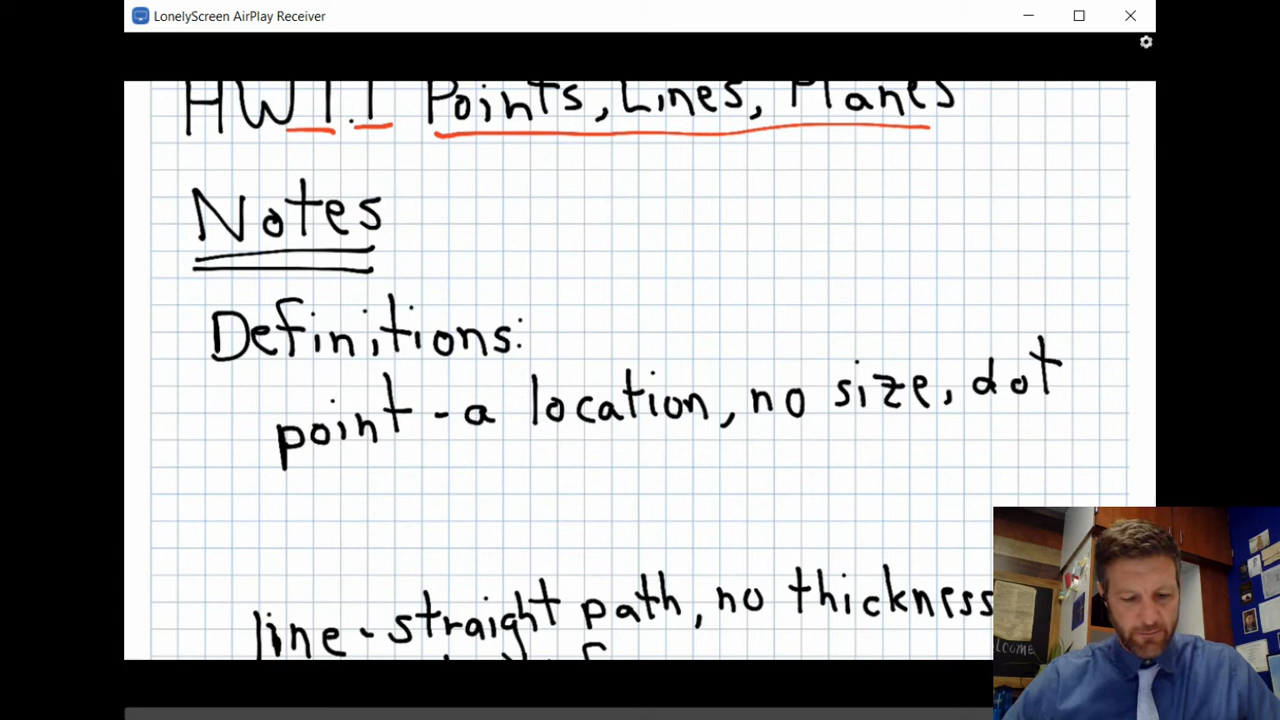 LonelyScreen AirPlay Receiver
HW 1.1 Points, Lines, Planes
Notes
Definitions:
point - a location, no size, dot
line - straight path, no thickness